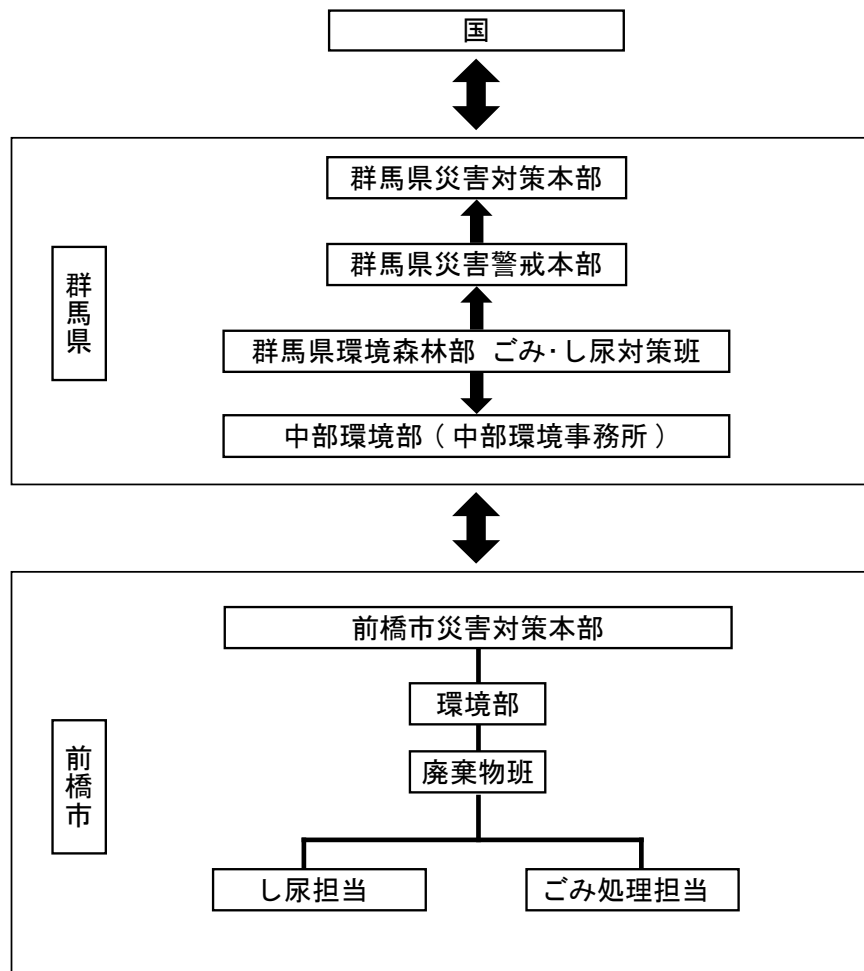 国
群馬県災害対策本部
群馬県災害警戒本部
群馬県
群馬県環境森林部 ごみ･し尿対策班
中部環境部（中部環境事務所）
前橋市災害対策本部
環境部
前橋市
廃棄物班
し尿担当
ごみ処理担当